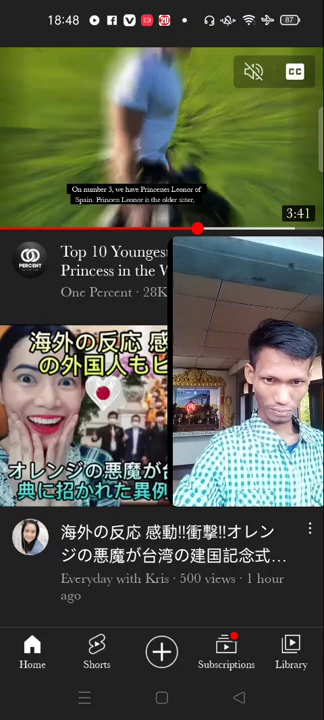 18:48
20
87
CC
On number 3, we have Princesses Leonor of
Spain. Princess Leonor is the older sister,
3:41
PERCENT
Top 10 Youngest
Princess in the W
One Percent · 28K
海外の反応 感
の外国人もビ
オレンジの悪魔が台
典に招かれた異例
海外の反応 感動!!衝撃!!オレン
ジの悪魔が台湾の建国記念式...
Everyday with Kris · 500 views · 1 hour
ago
Home
Shorts
Subscriptions
Library